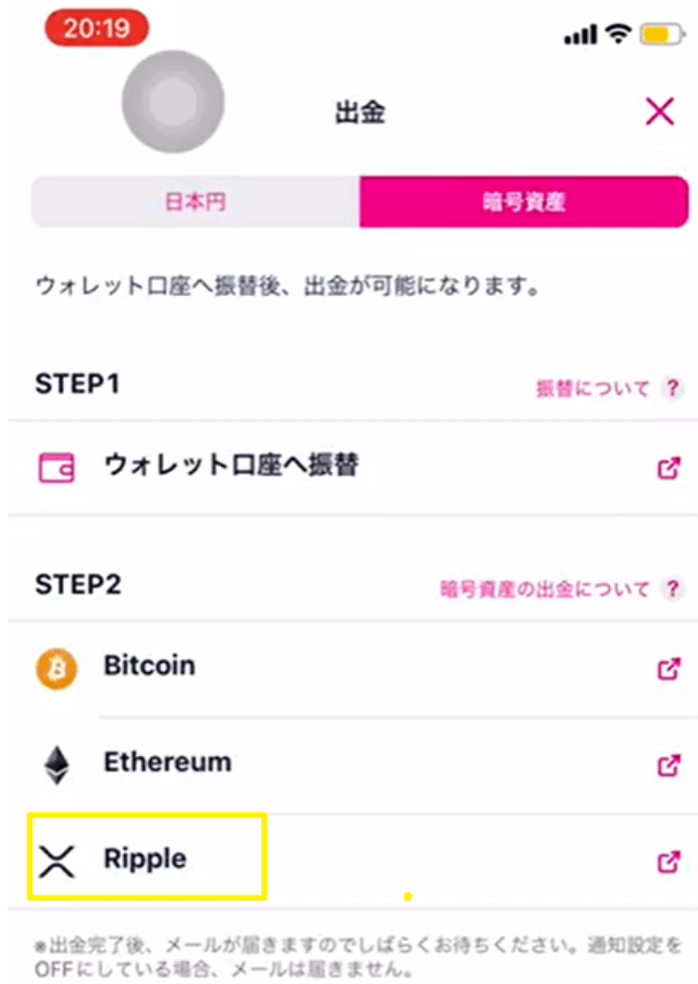 20:19
出金
日本円
暗号資産
ウォレット口座へ振替後、出金が可能になります。
STEP1
振替について ?
ウォレット口座へ振替
STEP2
暗号資産の出金について ?
Bitcoin
Ethereum
Ripple
※出金完了後、メールが届きますのでしばらくお待ちください。通知設定を
OFFにしている場合、メールは届きません。